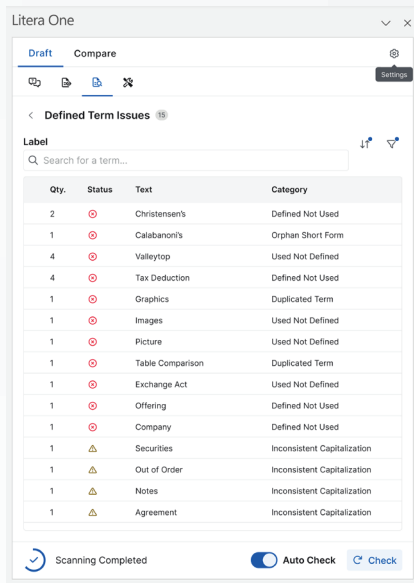 Litera One
Draft Compare
Settings
Defined Term Issues 15
Label
Search for a term...
Qty. Status Text Category
2 Christensen's Defined Not Used
1 Calabanoni's Orphan Short Form
4 Valleytop Used Not Defined
4 Tax Deduction Defined Not Used
1 Graphics Duplicated Term
1 Images Used Not Defined
1 Picture Used Not Defined
1 Table Comparison Duplicated Term
1 Exchange Act Used Not Defined
1 Offering Defined Not Used
1 Company Defined Not Used
1 Securities Inconsistent Capitalization
1 Out of Order Inconsistent Capitalization
1 Notes Inconsistent Capitalization
1 Agreement Inconsistent Capitalization
Scanning Completed Auto Check Check